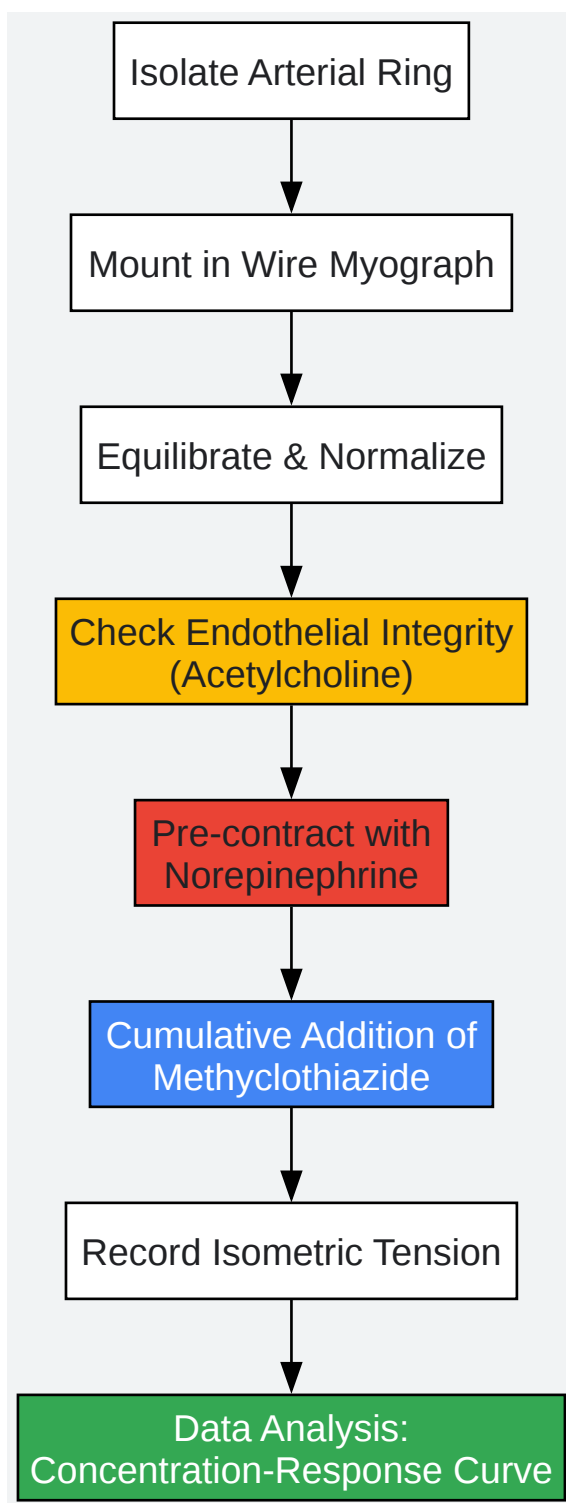 Isolate Arterial Ring
Mount in Wire Myograph
Equilibrate & Normalize
Check Endothelial Integrity
(Acetylcholine)
Pre-contract with
Norepinephrine
Cumulative Addition of
Methyclothiazide
Record Isometric Tension
Data Analysis:
Concentration-Response Curve